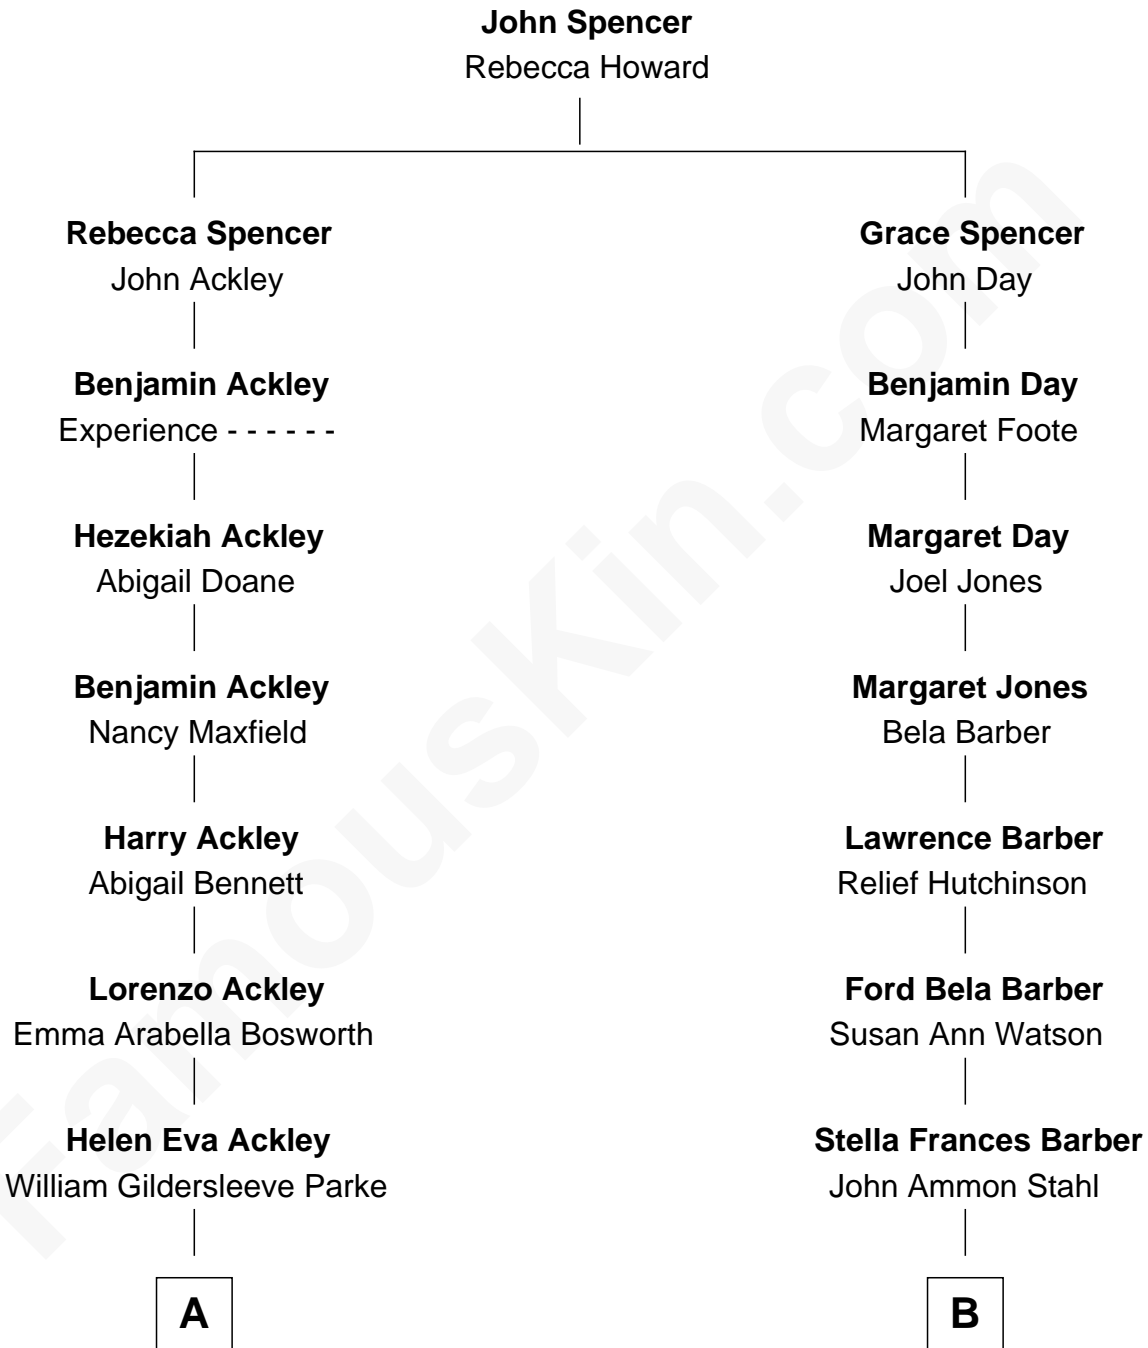 John Spencer
Rebecca Howard
Rebecca Spencer
John Ackley
Grace Spencer
John Day
Benjamin Ackley
Experience - - - - - -
Benjamin Day
Margaret Foote
Hezekiah Ackley
Abigail Doane
Margaret Day
Joel Jones
Benjamin Ackley
Nancy Maxfield
Margaret Jones
Bela Barber
Harry Ackley
Abigail Bennett
Lawrence Barber
Relief Hutchinson
Lorenzo Ackley
Emma Arabella Bosworth
Ford Bela Barber
Susan Ann Watson
Helen Eva Ackley
William Gildersleeve Parke
Stella Frances Barber
John Ammon Stahl
A
B
FamousKin.com